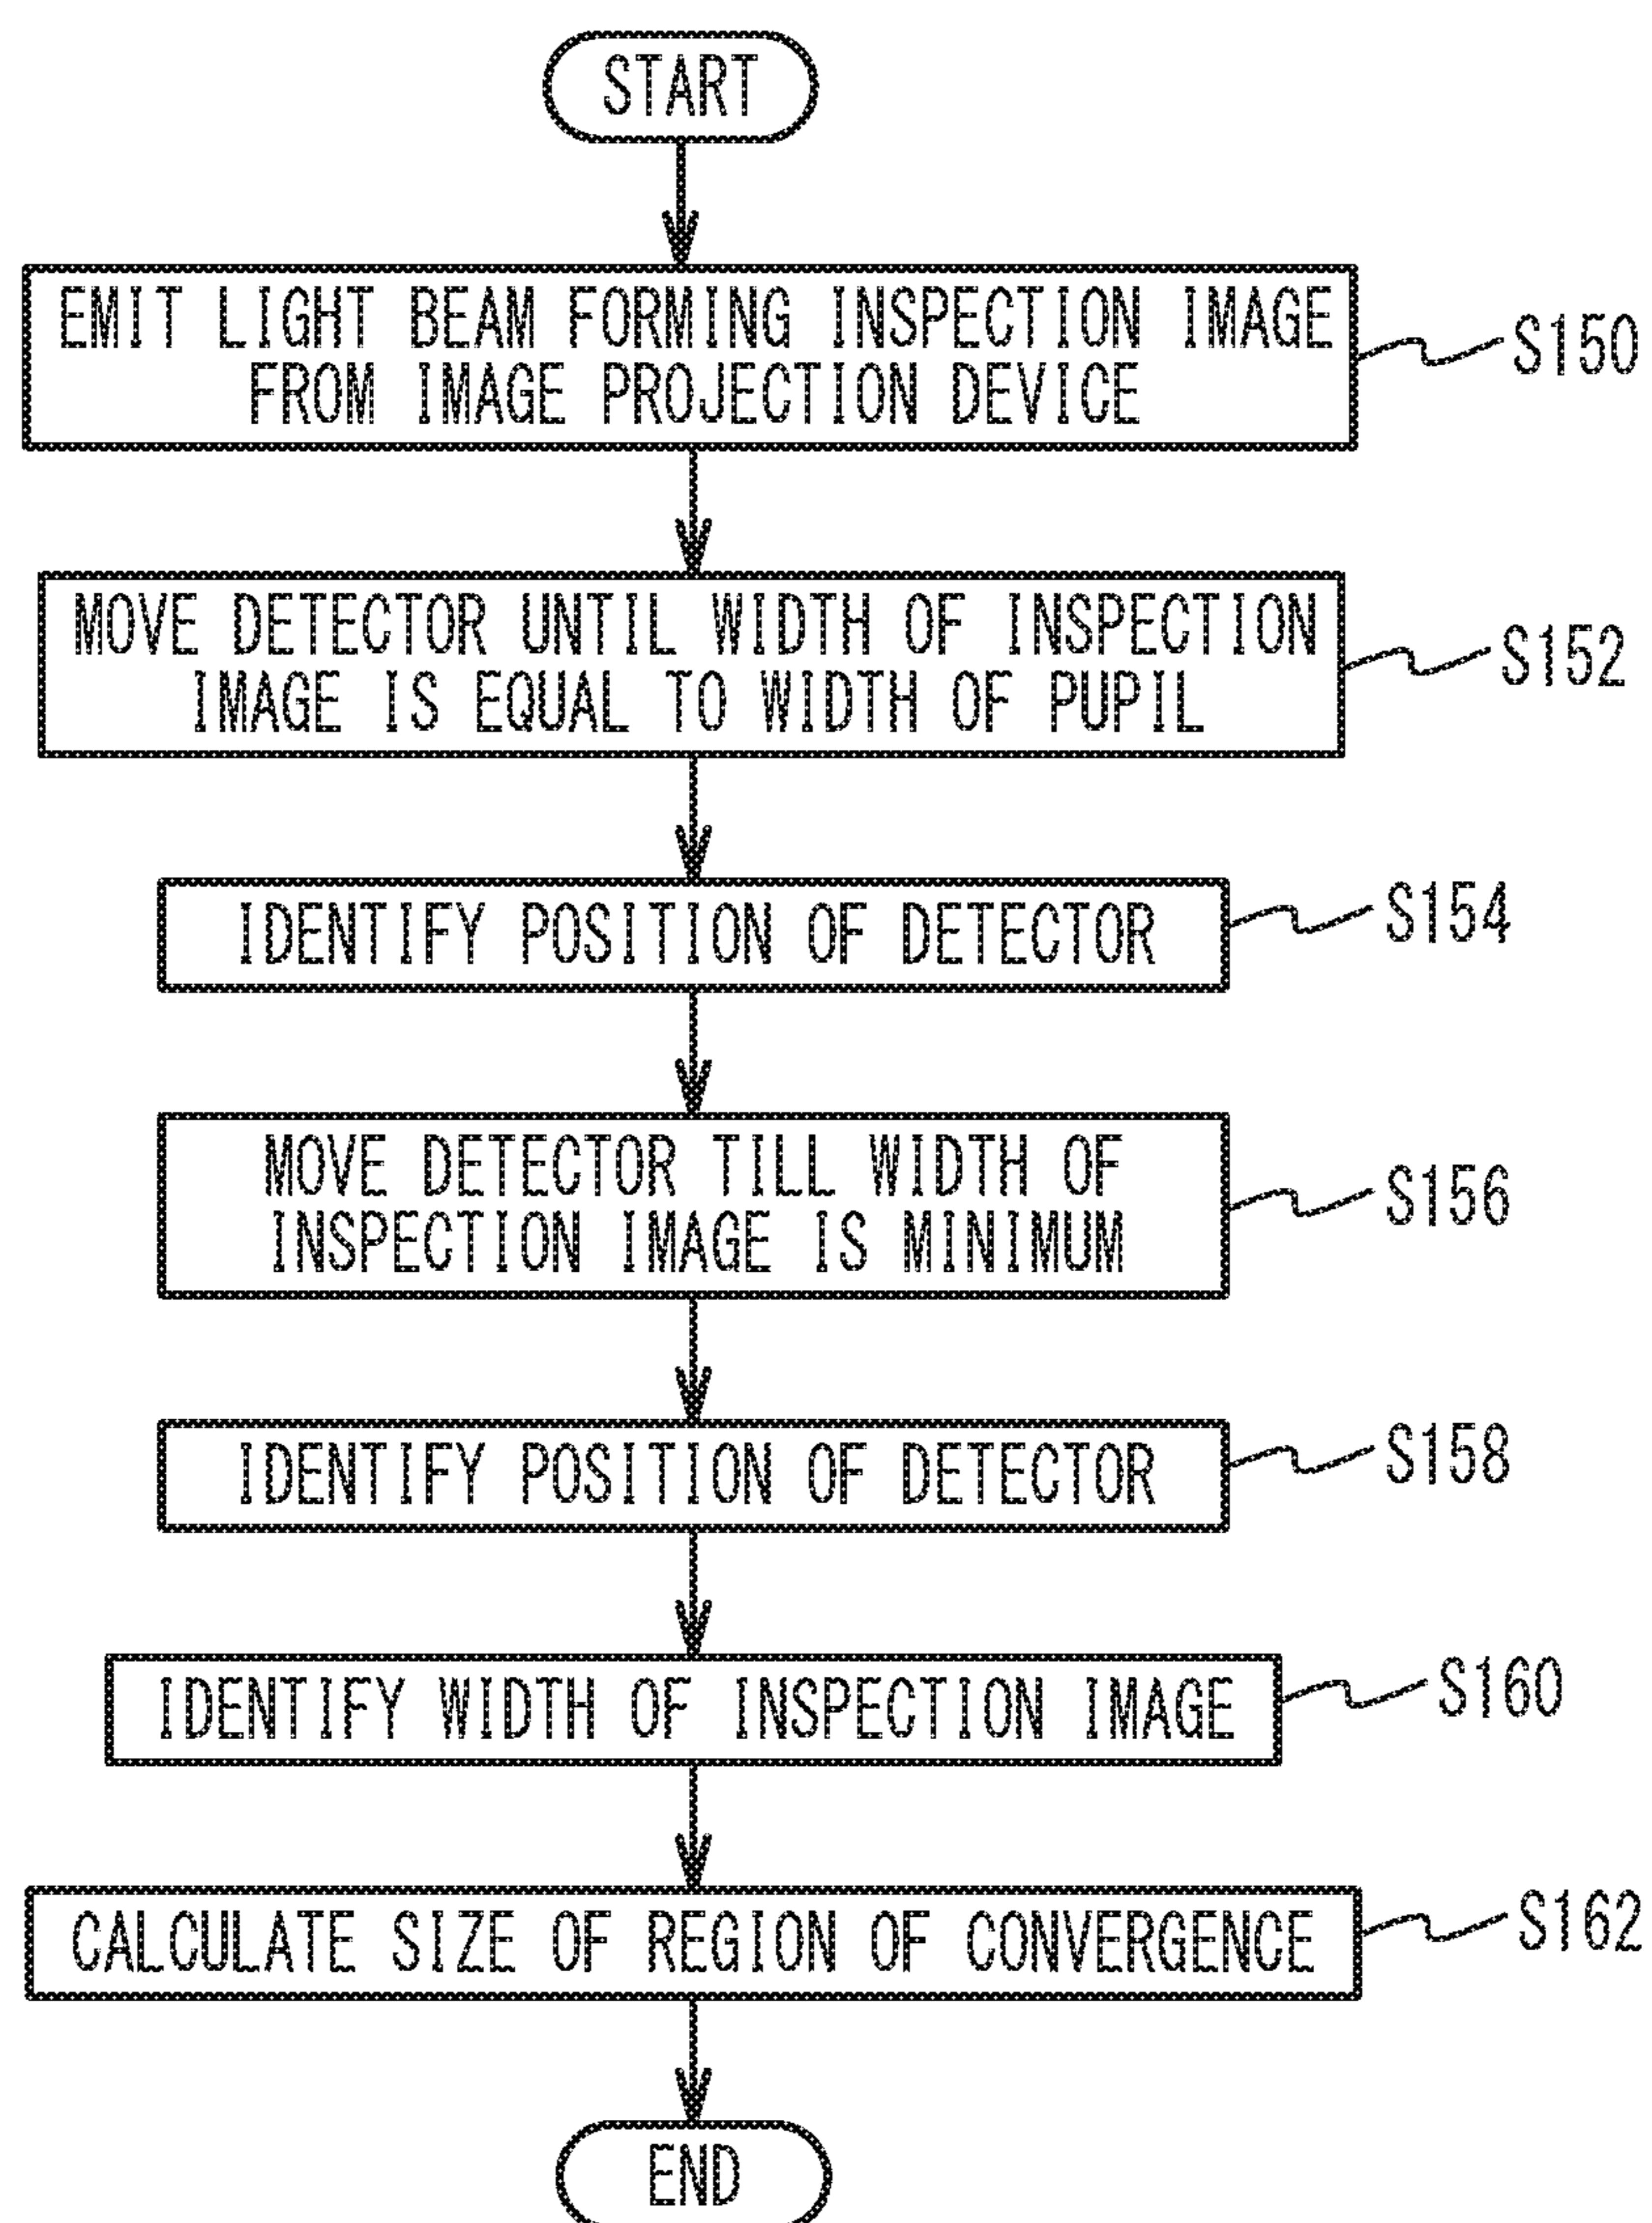 START
EMIT LIGHT BEAM FORMING INSPECTION IMAGE
FROM IMAGE PROJECTION DEVICE
S150
MOVE DETECTOR UNTIL WIDTH OF INSPECTION
IMAGE IS EQUAL TO WIDTH OF PUPIL
S152
IDENTIFY POSITION OF DETECTOR
S154
MOVE DETECTOR TILL WIDTH OF
INSPECTION IMAGE IS MINIMUM
S156
IDENTIFY POSITION OF DETECTOR
S158
IDENTIFY WIDTH OF INSPECTION IMAGE
S160
CALCULATE SIZE OF REGION OF CONVERGENCE
S162
END